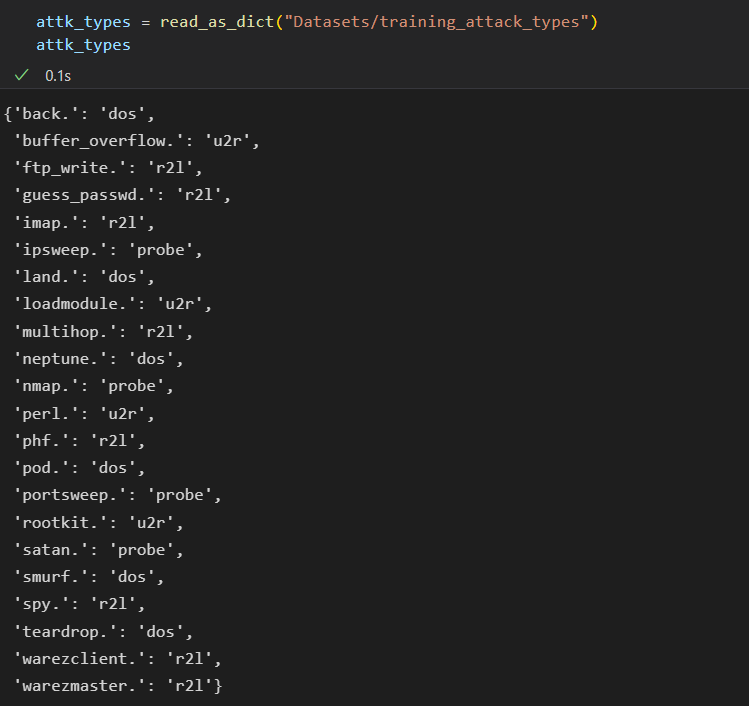 attk_types = read_as_dict("Datasets/training_attack_types")
attk_types
✓ 0.1s
{'back.': 'dos',
 'buffer_overflow.': 'u2r',
 'ftp_write.': 'r2l',
 'guess_passwd.': 'r2l',
 'imap.': 'r2l',
 'ipsweep.': 'probe',
 'land.': 'dos',
 'loadmodule.': 'u2r',
 'multihop.': 'r2l',
 'neptune.': 'dos',
 'nmap.': 'probe',
 'perl.': 'u2r',
 'phf.': 'r2l',
 'pod.': 'dos',
 'portsweep.': 'probe',
 'rootkit.': 'u2r',
 'satan.': 'probe',
 'smurf.': 'dos',
 'spy.': 'r2l',
 'teardrop.': 'dos',
 'warezclient.': 'r2l',
 'warezmaster.': 'r2l'}